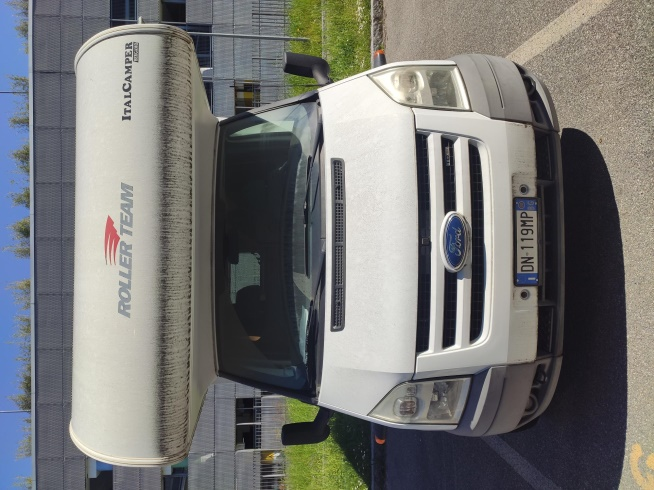 ITALCAMPER
ROLLER TEAM
Ford
DN·119MP
I